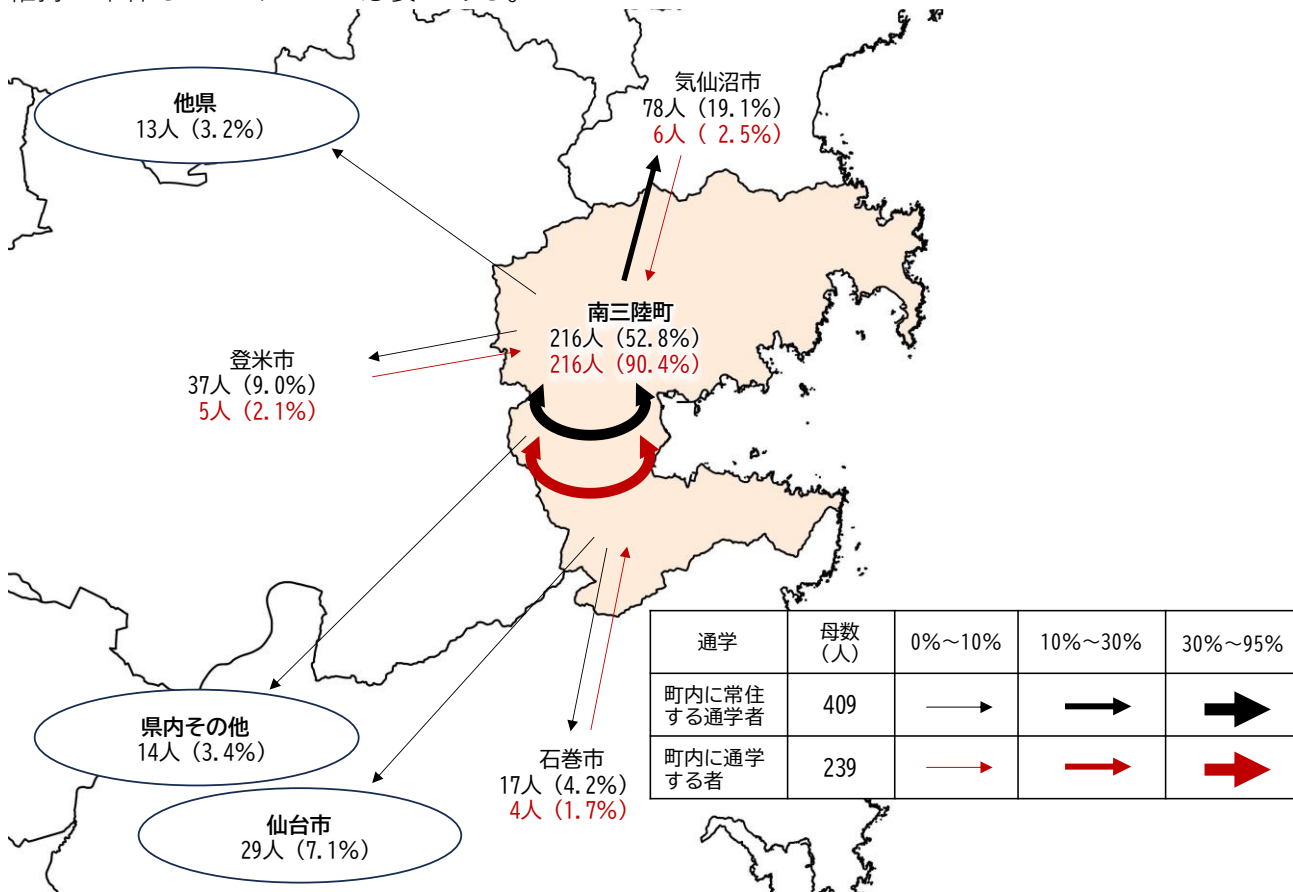 他県
13人（3.2%）
気仙沼市
78人（19.1%）
6人（ 2.5%）
南三陸町
216人（52.8%）
216人（90.4%）
登米市
37人（9.0%）
5人（2.1%）
県内その他
14人（3.4%）
仙台市
29人（7.1%）
石巻市
17人（4.2%）
4人（1.7%）
通学
母数
（人）
0%～10%
10%～30%
30%～95%
町内に常住
する通学者
409
町内に通学
する者
239